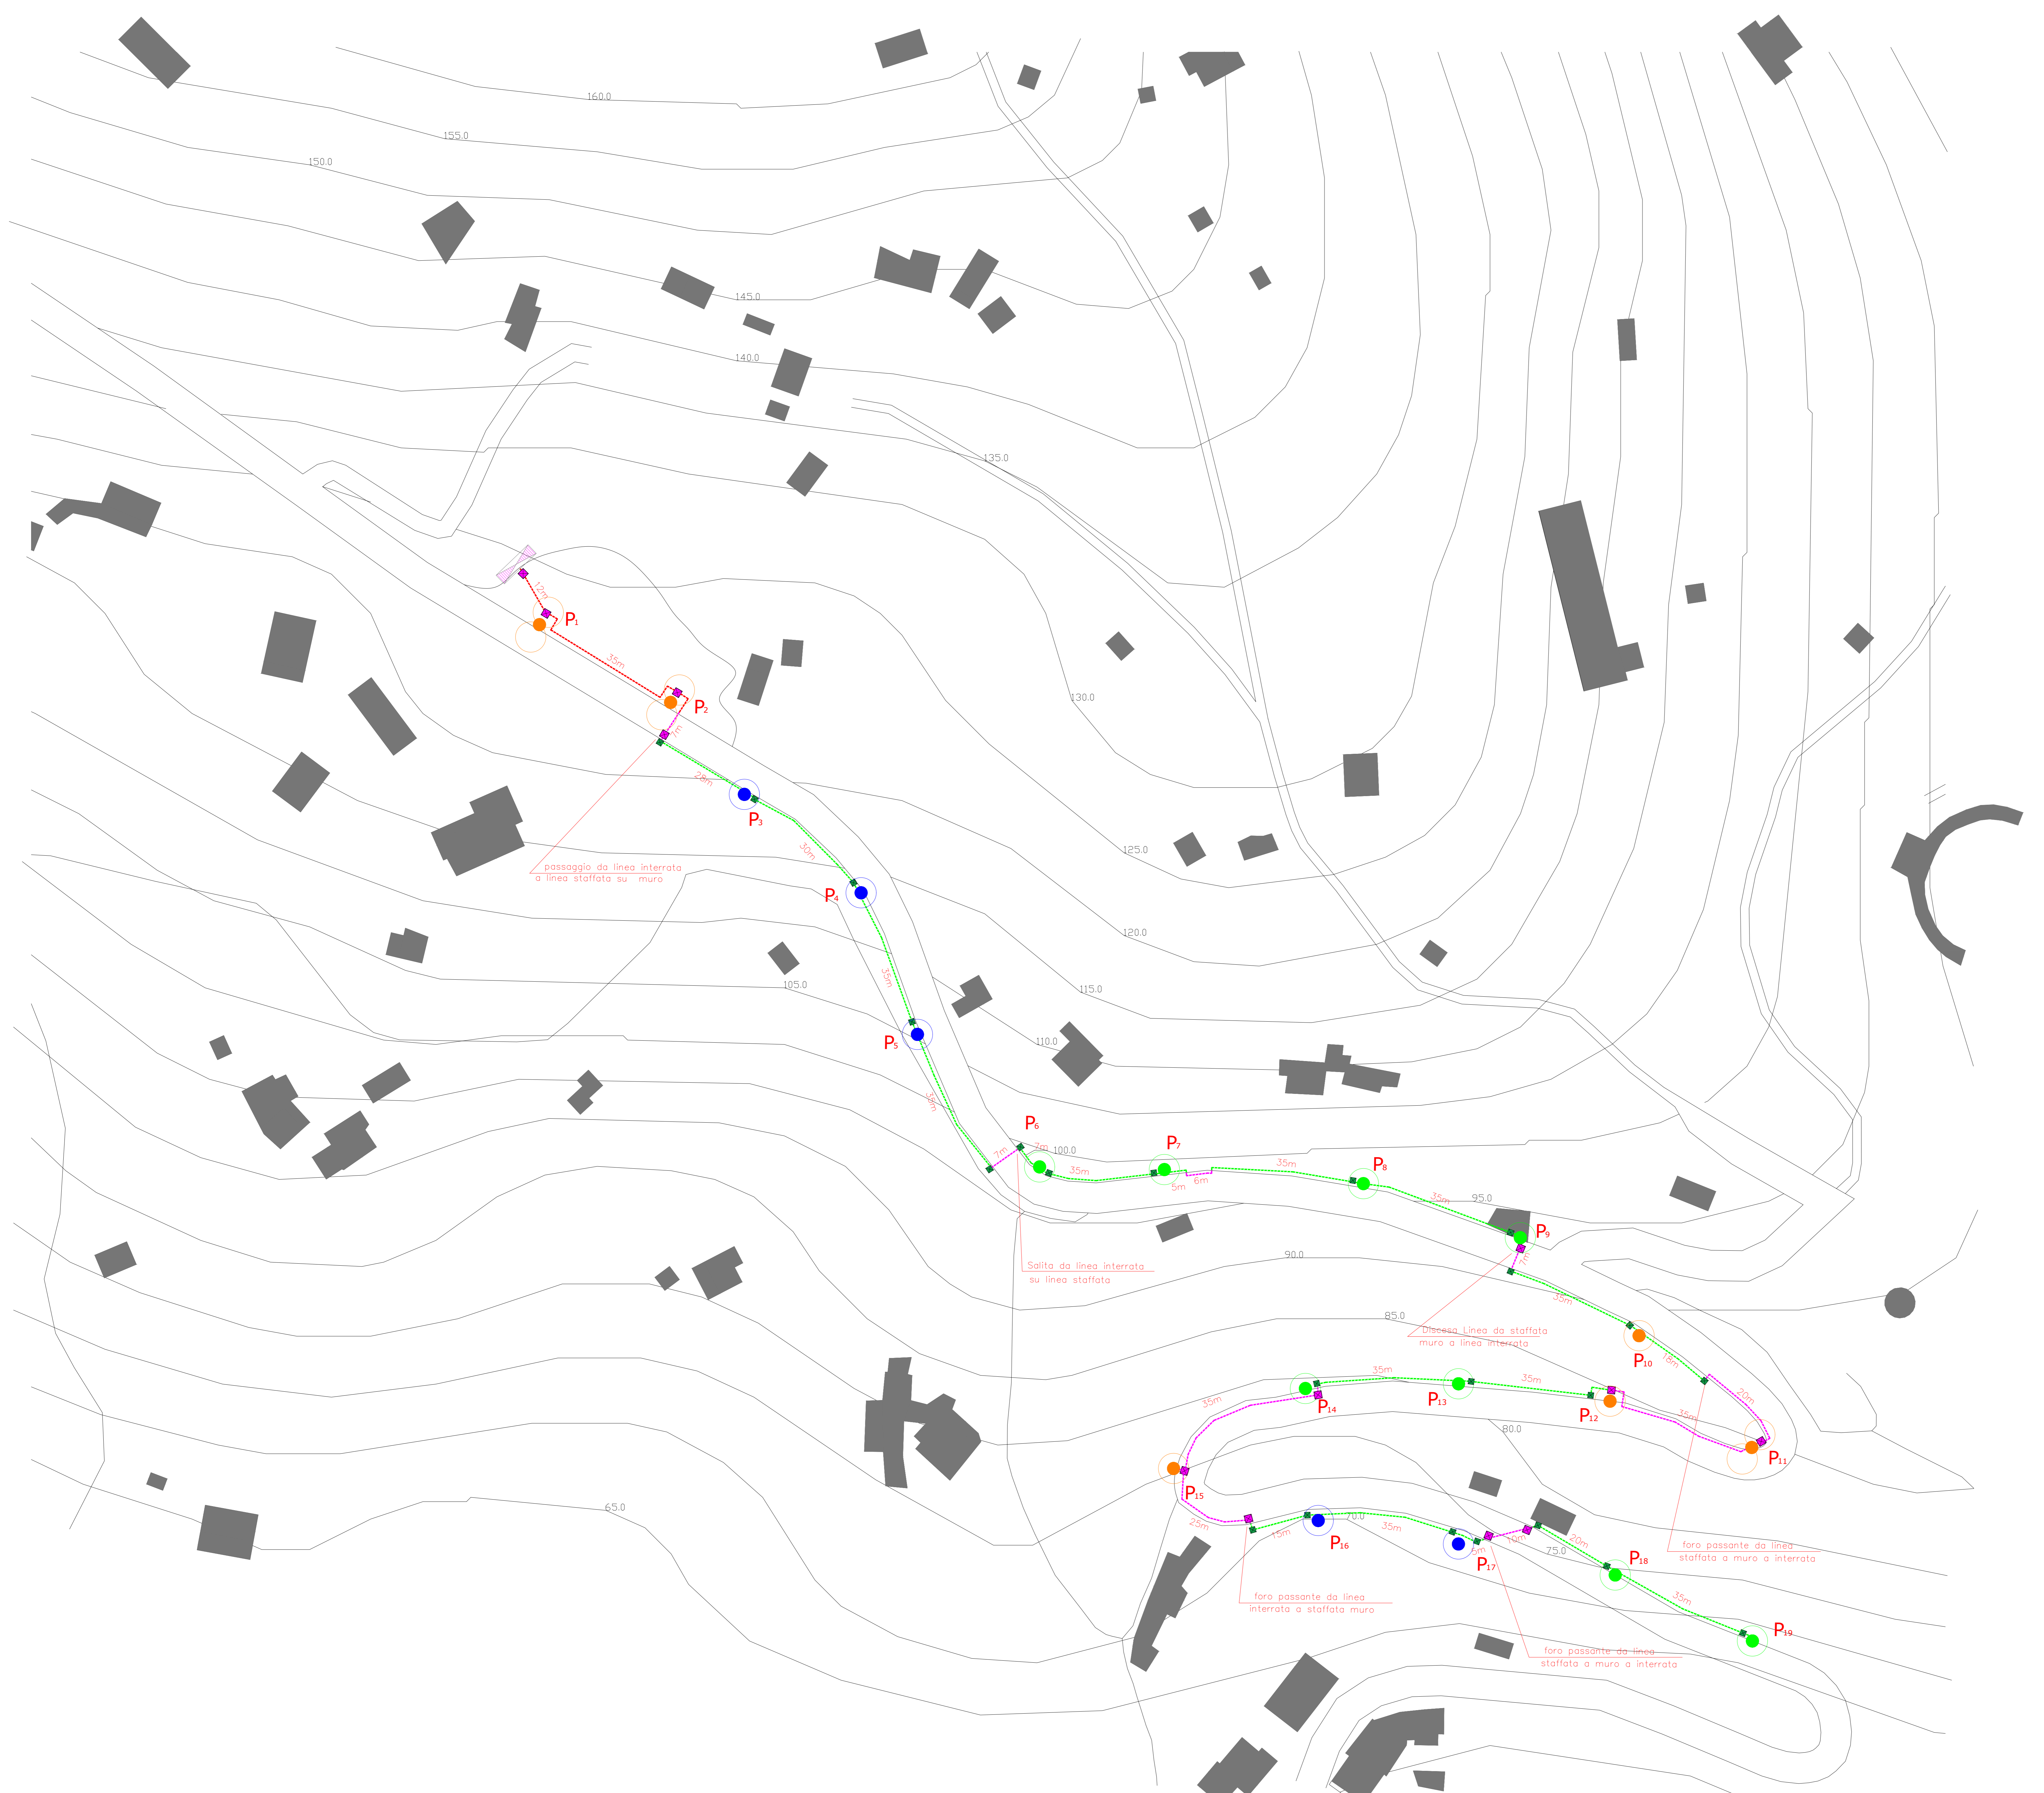 160.0
155.0
150.0
145.0
140.0
135.0
12m
P1
35m
P2
7m
130.0
28m
P3
30m
125.0
passaggio da linea interrata
a linea staffata su muro
P4
120.0
35m
105.0
115.0
P5
110.0
35m
P6
7m
7m
100.0
35m
P7
5m
6m
35m
P8
35m
95.0
P9
7m
90.0
Salita da linea interrata
su linea staffata
35m
85.0
Discesa Linea da staffata
muro a linea interrata
P10
18m
35m
35m
35m
20m
P14
P13
P12
35m
80.0
P11
P15
65.0
25m
15m
70.0
35m
P16
5m
10m
20m
75.0
P17
P18
foro passante da linea
staffata a muro a interrata
35m
foro passante da linea
interrata a staffata muro
P19
foro passante da linea
staffata a muro a interrata